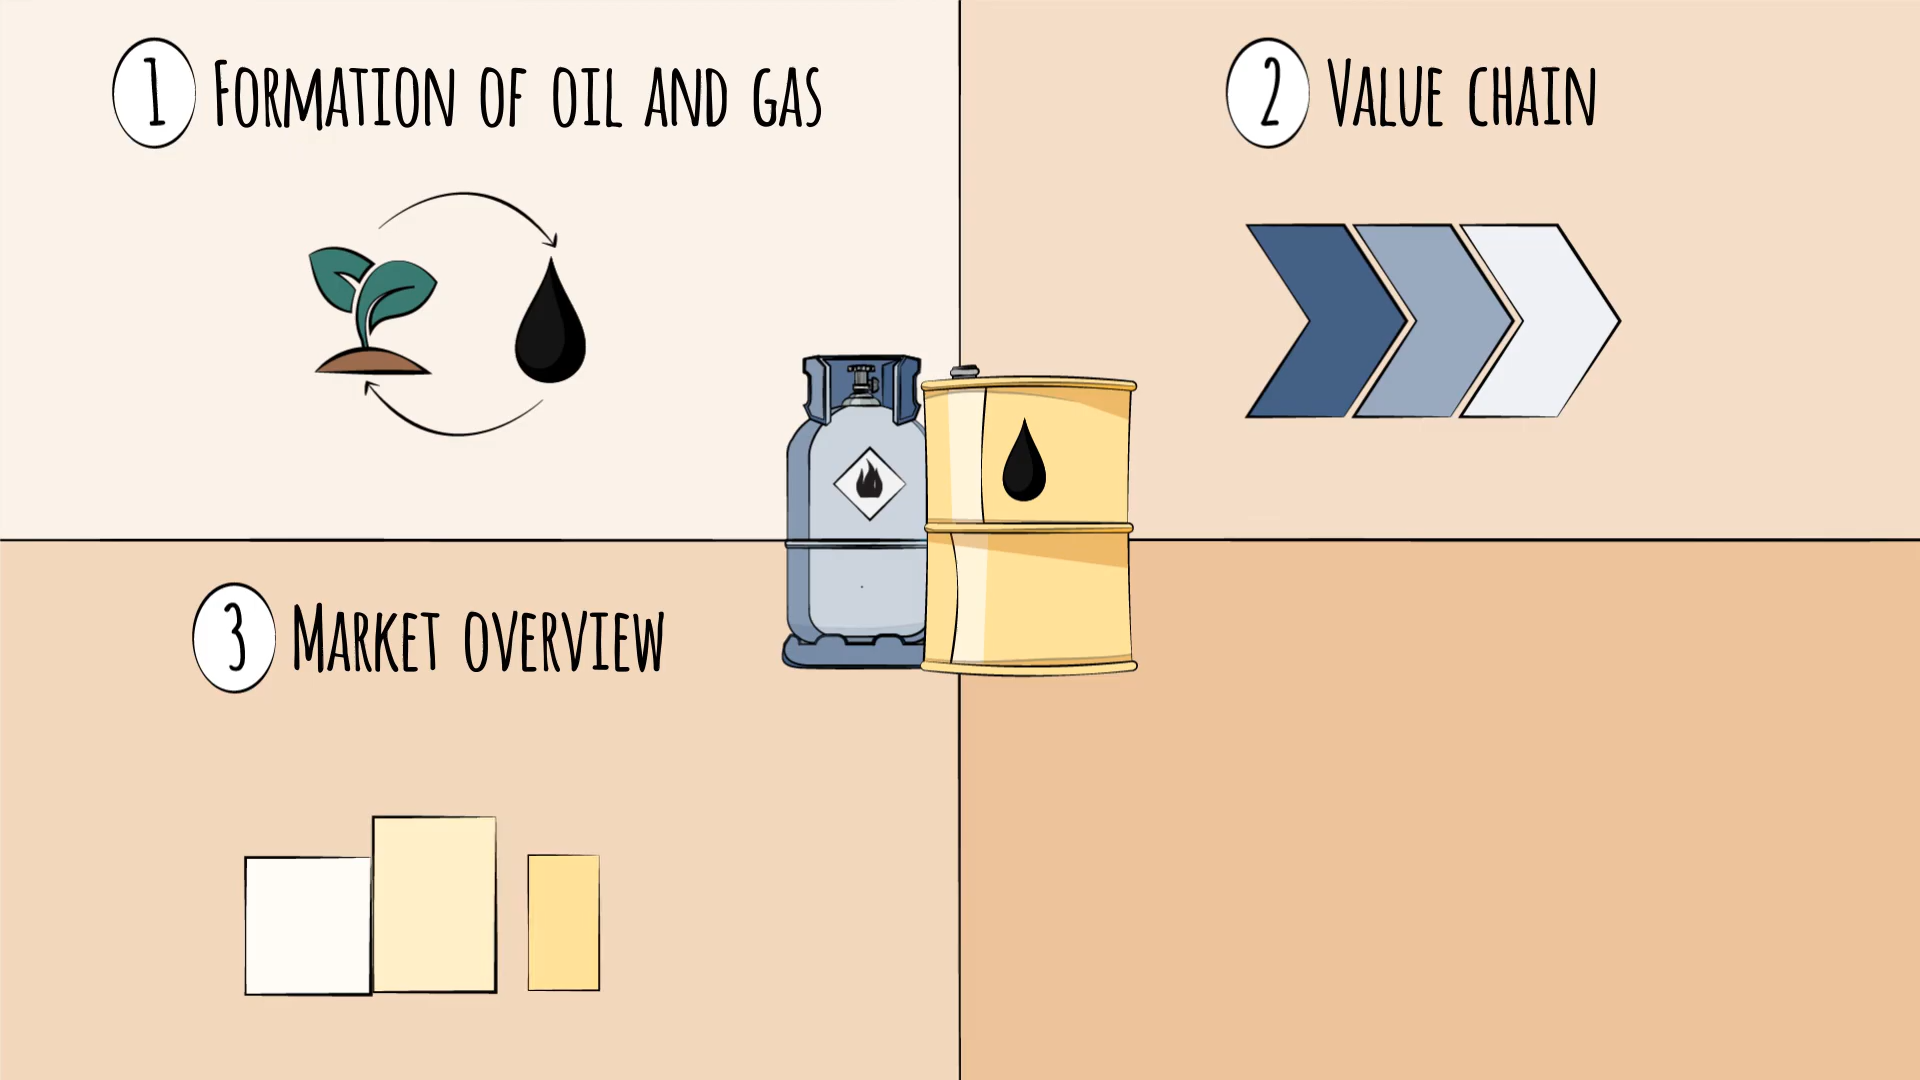 1 Formation of oil and gas
2 Value chain
3 Market overview